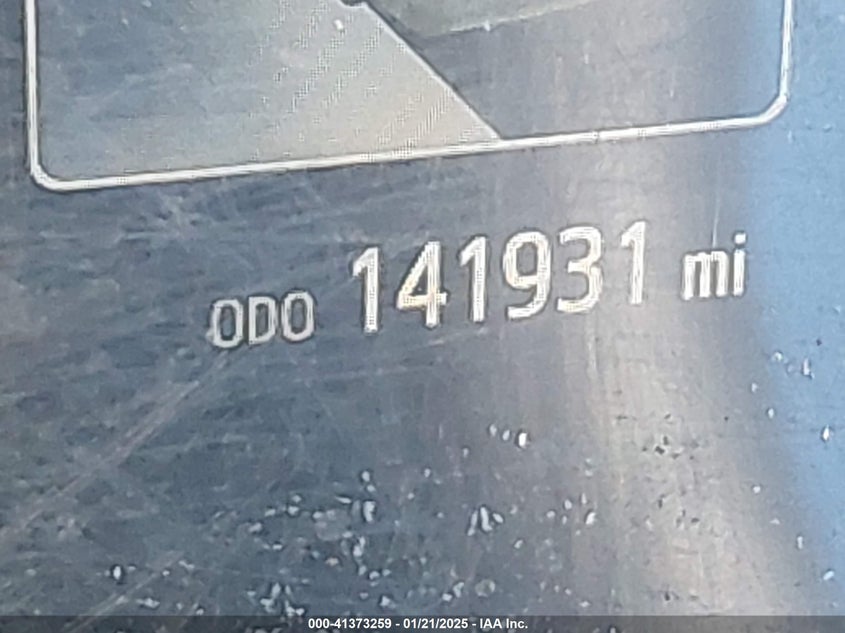 ODO 141931 mi
000-41373259 - 01/21/2025 - IAA Inc.